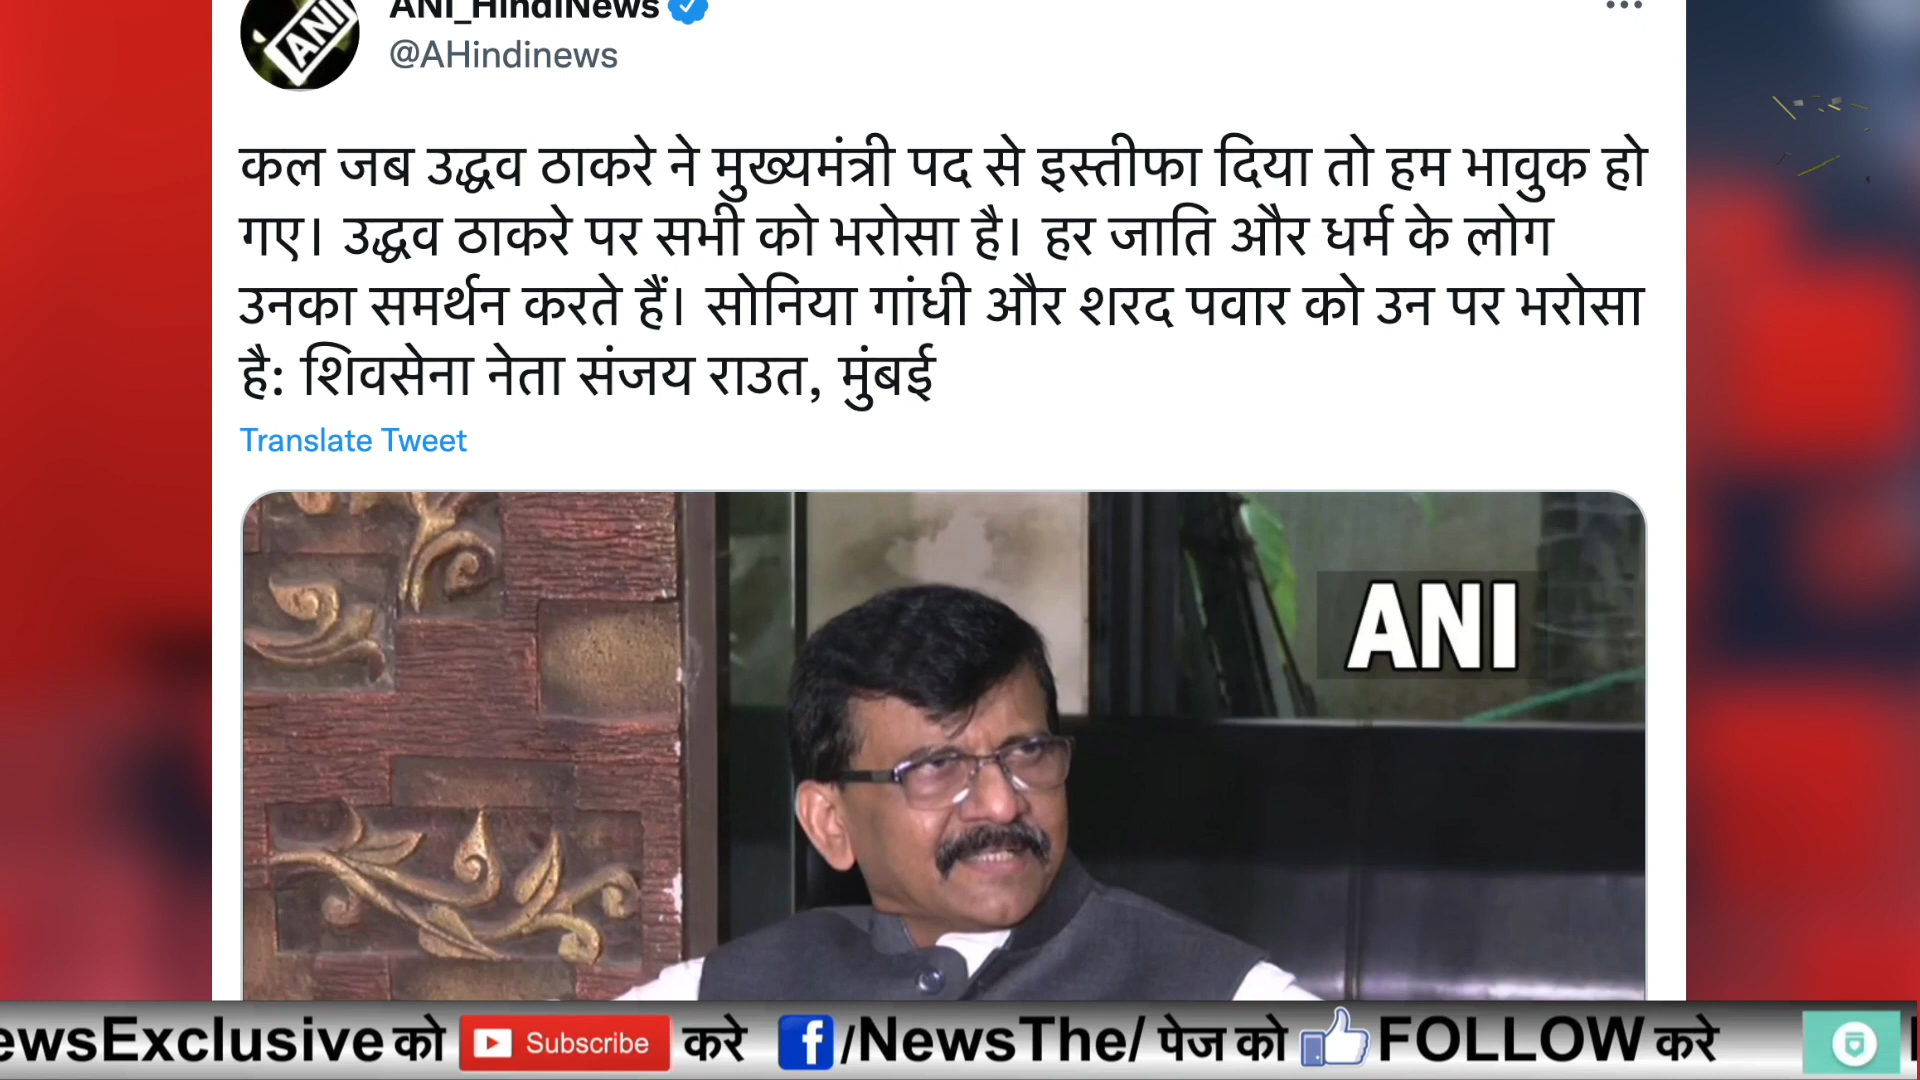 ANI
ANI_HindiNews
@AHindinews
कल जब उद्धव ठाकरे ने मुख्यमंत्री पद से इस्तीफा दिया तो हम भावुक हो
गए। उद्धव ठाकरे पर सभी को भरोसा है। हर जाति और धर्म के लोग
उनका समर्थन करते हैं। सोनिया गांधी और शरद पवार को उन पर भरोसा
है: शिवसेना नेता संजय राउत, मुंबई
Translate Tweet
ANI
ewsExclusive को Subscribe करे f/NewsThe/ पेज को FOLLOW करे